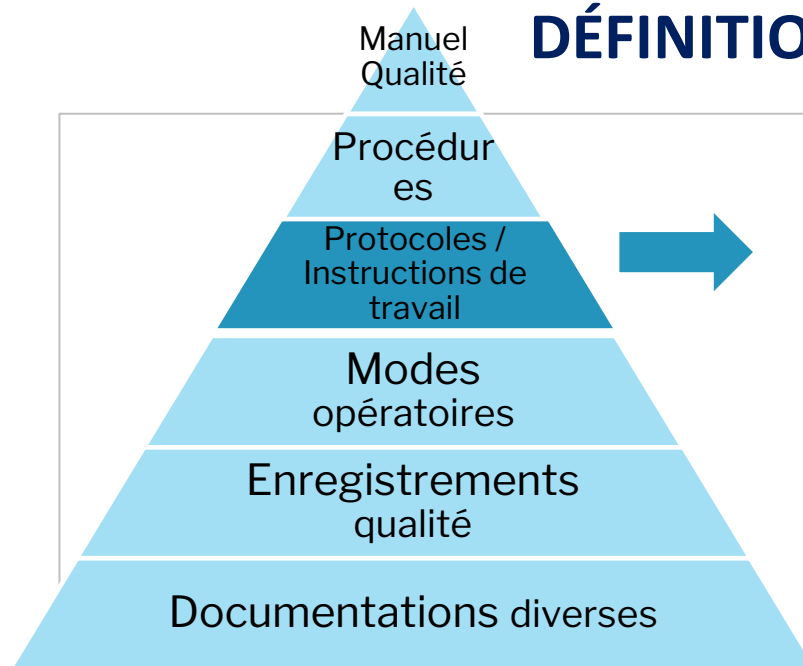 Manuel
Qualité
DÉFINITIO
Procédur
es
Protocoles /
Instructions de
travail
Modes
opératoires
Enregistrements
qualité
Documentations diverses